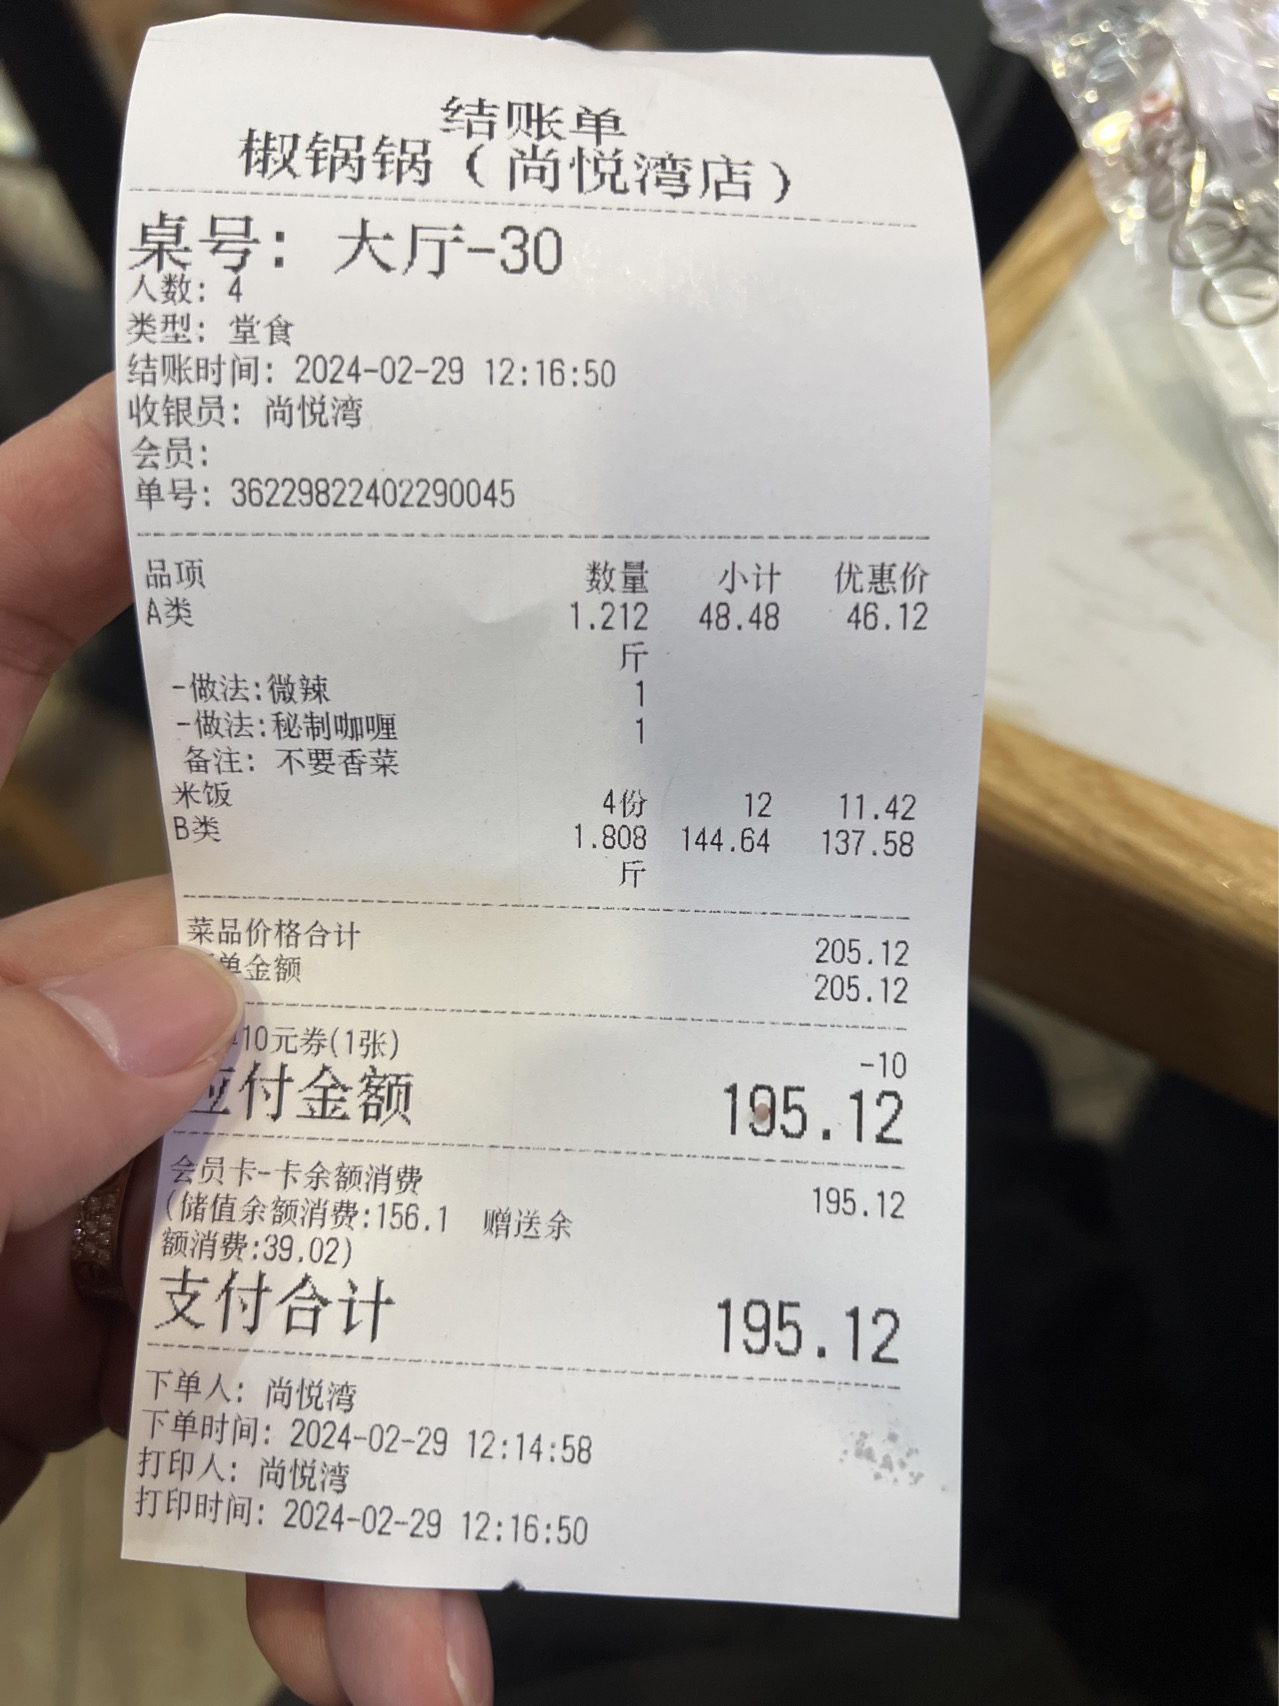 结账单
椒锅锅（尚悦湾店）
桌号：大厅-30
人数：4
类型：堂食
结账时间：2024-02-29 12:16:50
收银员：尚悦湾
会员：
单号：36229822402290045
品项 数量 小计 优惠价
A类 1.212 48.48 46.12
斤
-做法:微辣 1
-做法:秘制咖喱 1
备注：不要香菜
米饭 4份 12 11.42
B类 1.808 144.64 137.58
斤
菜品价格合计 205.12
单金额 205.12
10元券(1张) -10
应付金额 195.12
会员卡-卡余额消费 195.12
(储值余额消费:156.1 赠送余
额消费:39.02)
支付合计 195.12
下单人：尚悦湾
下单时间：2024-02-29 12:14:58
打印人：尚悦湾
打印时间：2024-02-29 12:16:50